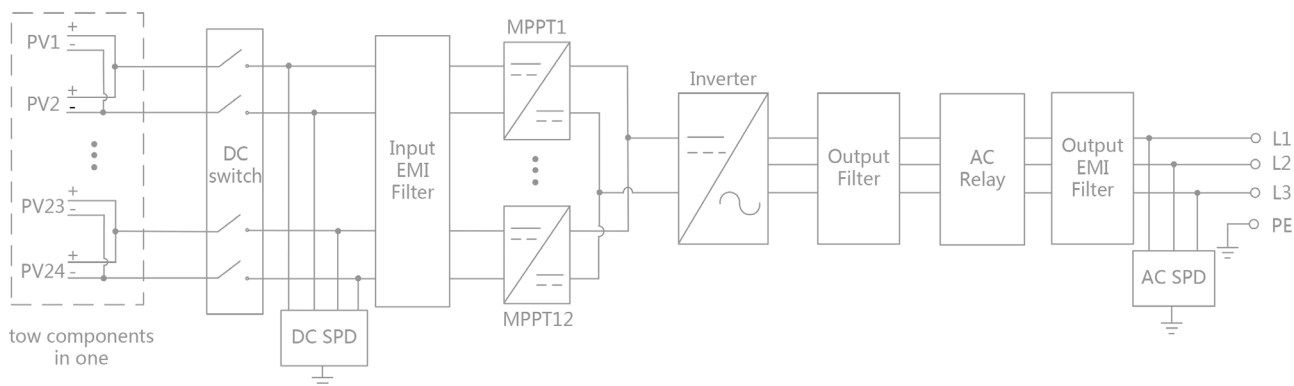 PV1
+
-
PV2
+
-
PV23
+
-
PV24
+
-
tow components
in one
DC
switch
DC SPD
Input
EMI
Filter
MPPT1
MPPT12
Inverter
Output
Filter
AC
Relay
Output
EMI
Filter
L1
L2
L3
PE
AC SPD